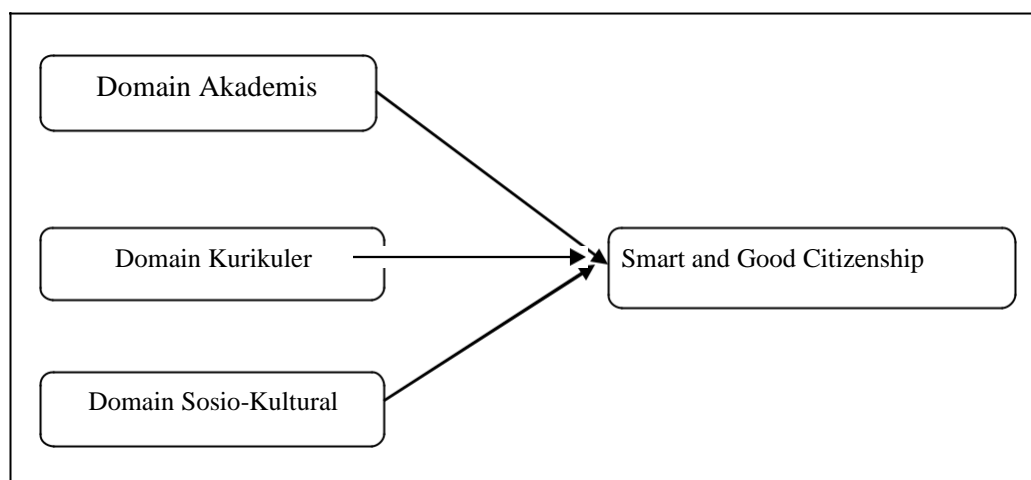 Domain Akademis
Domain Kurikuler
Smart and Good Citizenship
Domain Sosio-Kultural